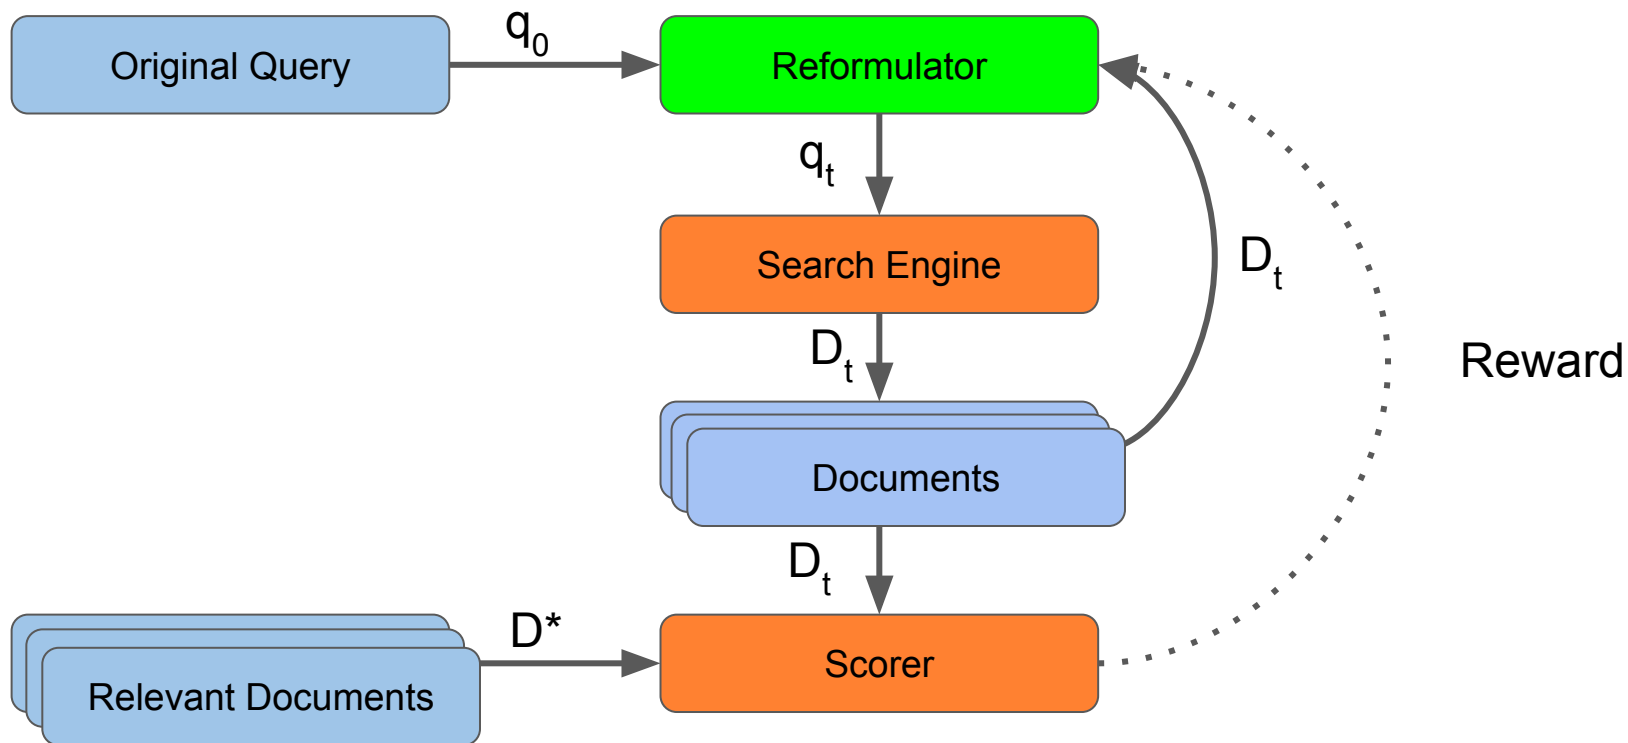 Original Query
q0
Reformulator
qt
Search Engine
Dt
Dt
Reward
Documents
Dt
D*
Relevant Documents
Scorer